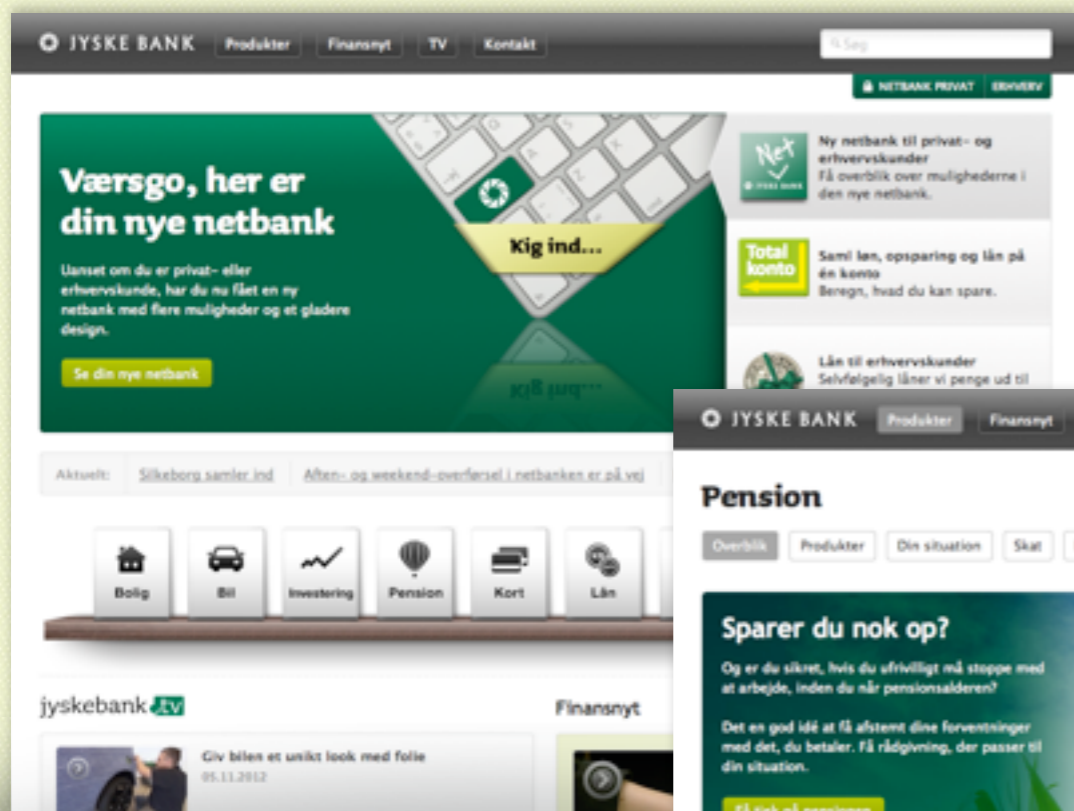 JYSKE BANK Produkter Finansnyt TV Kontakt
Søg
NETBANK PRIVAT ERHVERV
Værsgo, her er
din nye netbank
Uanset om du er privat- eller
erhvervskunde, har du nu fået en ny
netbank med flere muligheder og et gladere
design.
Se din nye netbank
Kig ind...
Net
JYSKE BANK
Ny netbank til privat- og
erhvervskunder
Få overblik over mulighederne i
den nye netbank.
Total
konto
Saml løn, opsparing og lån på
én konto
Beregn, hvad du kan spare.
Lån til erhvervskunder
Selvfølgelig låner vi penge ud til
Aktuelt: Silkeborg samler ind Aften- og weekend-overførsel i netbanken er på vej
Bolig Bil Investering Pension Kort Lån
jyskebank.tv
Giv bilen et unikt look med folie
05.11.2012
Finansnyt
JYSKE BANK Produkter Finansnyt
Pension
Overblik Produkter Din situation Skat
Sparer du nok op?
Og er du sikret, hvis du ufrivilligt må stoppe med
at arbejde, inden du når pensionsalderen?
Det en god idé at få afstemt dine forventninger
med det, du betaler. Få rådgivning, der passer til
din situation.